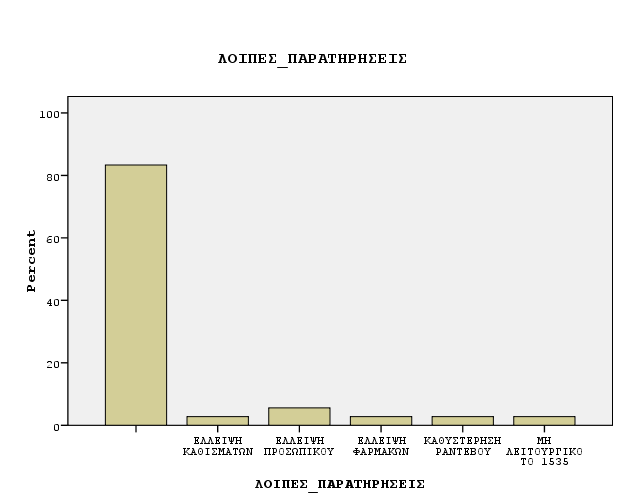 ΛΟΙΠΕΣ_ΠΑΡΑΤΗΡΗΣΕΙΣ
100
80
60
40
20
0
Percent
ΕΛΛΕΙΨΗ
ΚΑΘΙΣΜΑΤΩΝ
ΕΛΛΕΙΨΗ
ΠΡΟΣΩΠΙΚΟΥ
ΕΛΛΕΙΨΗ
ΦΑΡΜΑΚΩΝ
ΚΑΘΥΣΤΕΡΗΣΗ
ΡΑΝΤΕΒΟΥ
ΜΗ
ΛΕΙΤΟΥΡΓΙΚΟ
ΤΟ 1535
ΛΟΙΠΕΣ_ΠΑΡΑΤΗΡΗΣΕΙΣ